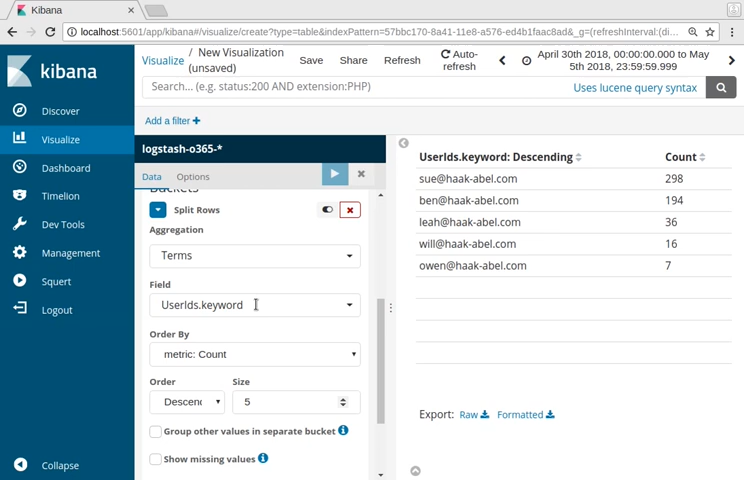 Kibana
localhost:5601/app/kibana#/visualize/create?type=table&indexPattern=57bbc170-8a41-11e8-a576-ed4b1faac8ad&_g=(refreshInterval:(di...
kibana
Discover
Visualize
Dashboard
Timelion
Dev Tools
Management
Squert
Logout
Collapse
Visualize / New Visualization (unsaved)
Save Share Refresh Auto-refresh
April 30th 2018, 00:00:00.000 to May 5th 2018, 23:59:59.999
Search... (e.g. status:200 AND extension:PHP)
Uses lucene query syntax
Add a filter +
logstash-o365-*
Data Options
Buckets
Split Rows
Aggregation
Terms
Field
UserIds.keyword
Order By
metric: Count
Order Size
Descen 5
Group other values in separate bucket
Show missing values
UserIds.keyword: Descending Count
sue@haak-abel.com 298
ben@haak-abel.com 194
leah@haak-abel.com 36
will@haak-abel.com 16
owen@haak-abel.com 7
Export: Raw Formatted